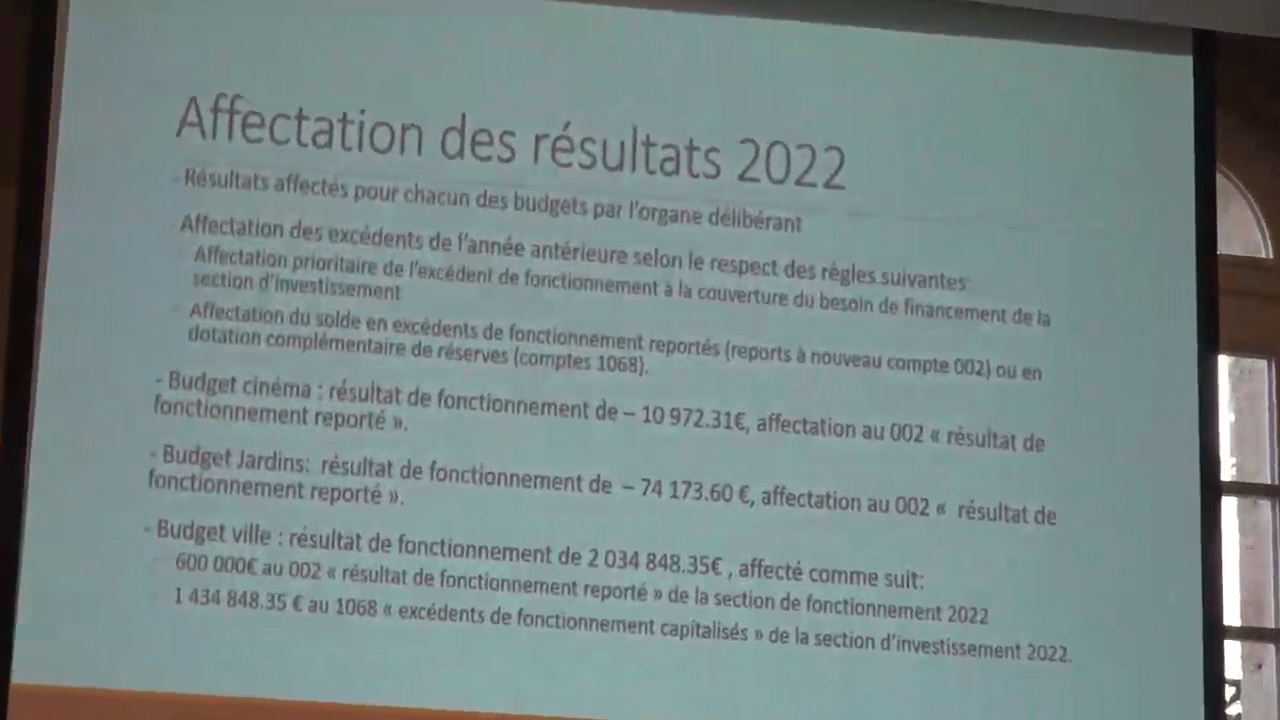 Affectation des résultats 2022
- Résultats affectés pour chacun des budgets par l'organe délibérant
Affectation des excédents de l'année antérieure selon le respect des règles suivantes
Affectation prioritaire de l'excédent de fonctionnement à la couverture du besoin de financement de la
section d'investissement
Affectation du solde en excédents de fonctionnement reportés (reports à nouveau compte 002) ou en
dotation complémentaire de réserves (comptes 1068).
- Budget cinéma : résultat de fonctionnement de – 10 972.31€, affectation au 002 « résultat de
fonctionnement reporté ».
- Budget Jardins: résultat de fonctionnement de – 74 173.60 €, affectation au 002 « résultat de
fonctionnement reporté ».
- Budget ville : résultat de fonctionnement de 2 034 848.35€ , affecté comme suit:
600 000€ au 002 « résultat de fonctionnement reporté » de la section de fonctionnement 2022
1 434 848.35 € au 1068 « excédents de fonctionnement capitalisés » de la section d'investissement 2022.